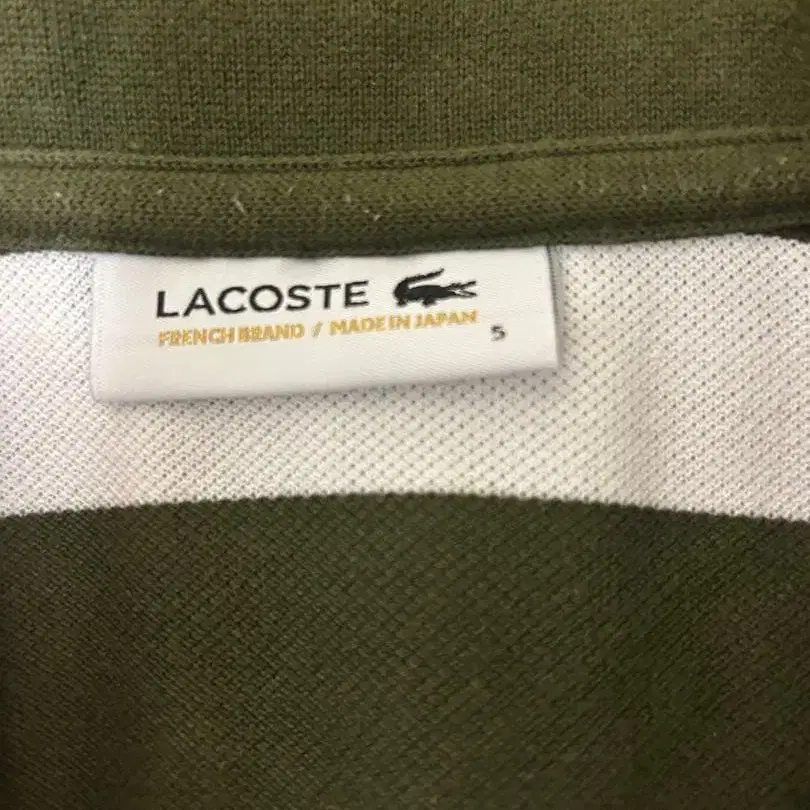 LACOSTE
FRENCH BRAND / MADE IN JAPAN
5